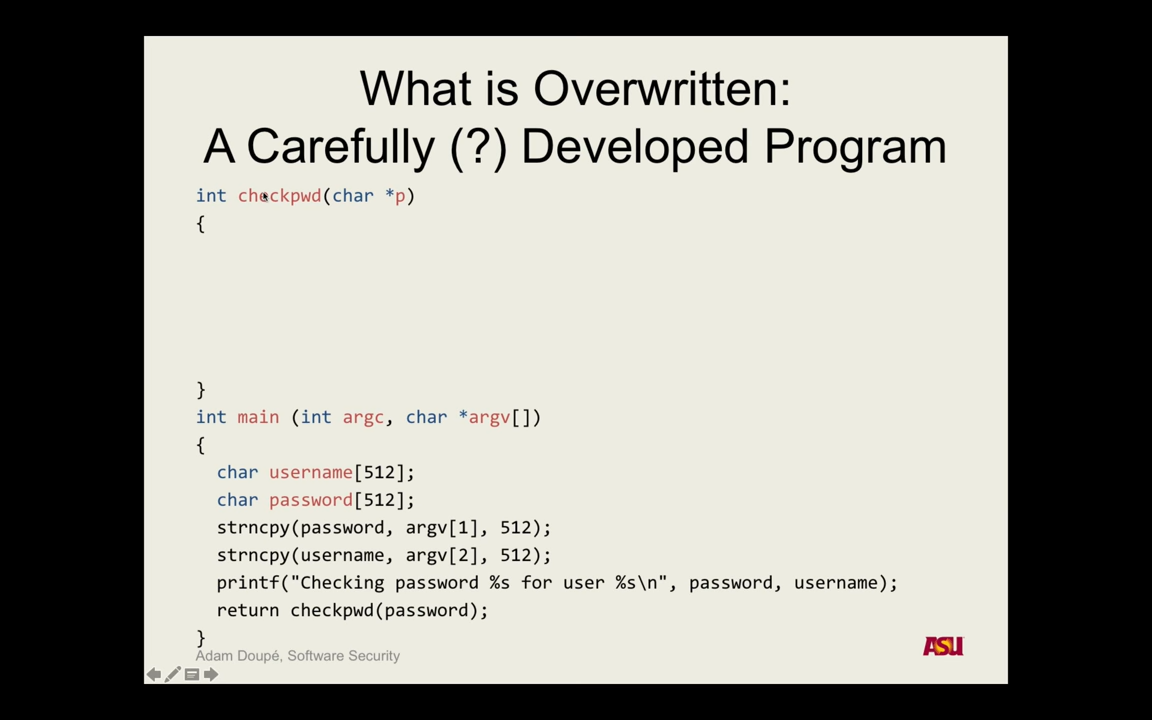 What is Overwritten:
A Carefully (?) Developed Program
int checkpwd(char *p)
{
}
int main (int argc, char *argv[])
{
char username[512];
char password[512];
strncpy(password, argv[1], 512);
strncpy(username, argv[2], 512);
printf("Checking password %s for user %s\n", password, username);
return checkpwd(password);
}
Adam Doupé, Software Security
ASU